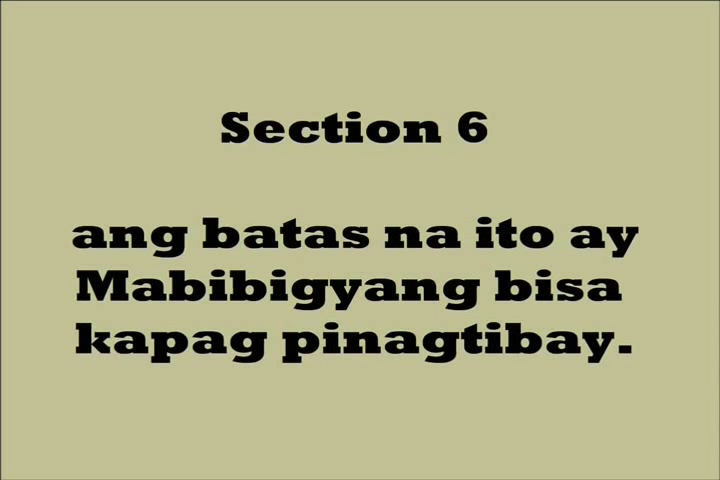 Section 6
ang batas na ito ay
Mabibigyang bisa
kapag pinagtibay.